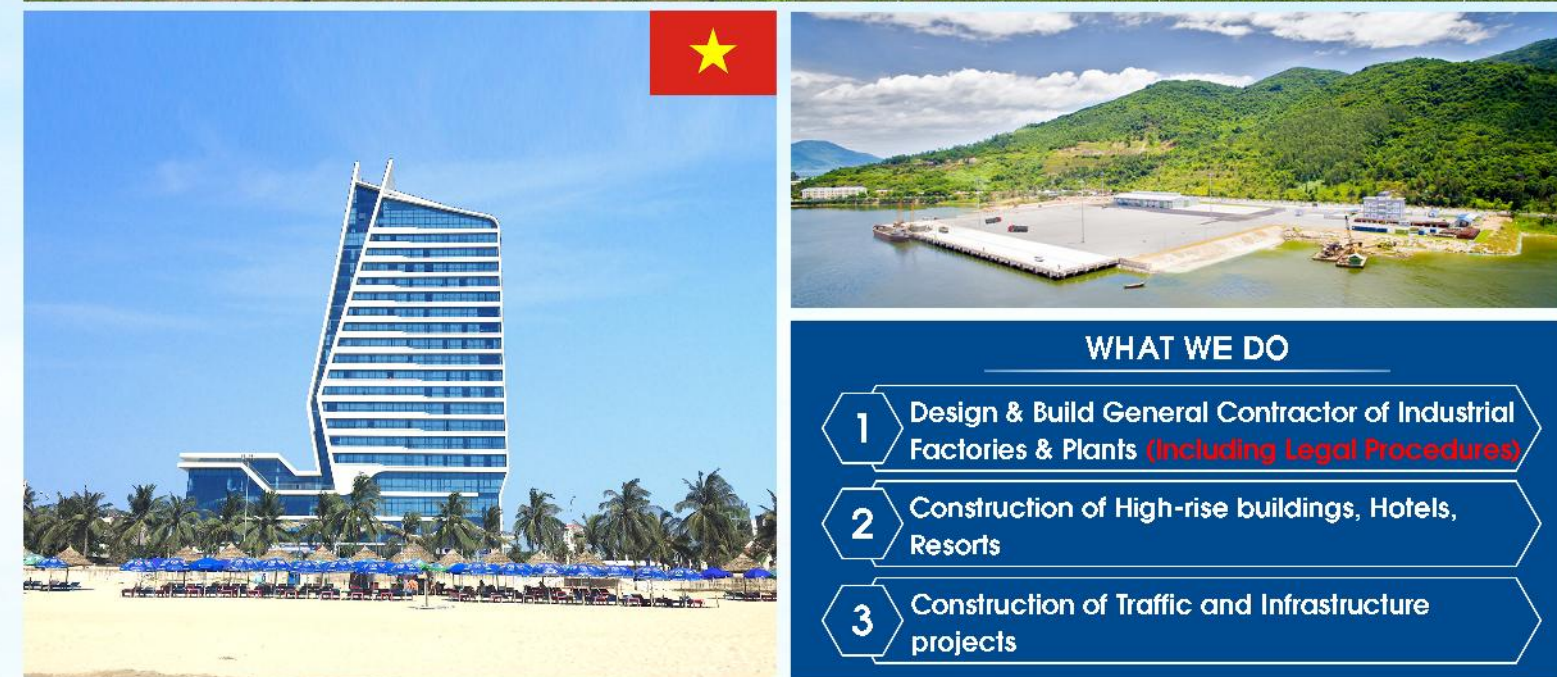 WHAT WE DO
1
Design & Build General Contractor of Industrial
Factories & Plants (Including Legal Procedures)
2
Construction of High-rise buildings, Hotels,
Resorts
3
Construction of Traffic and Infrastructure
projects